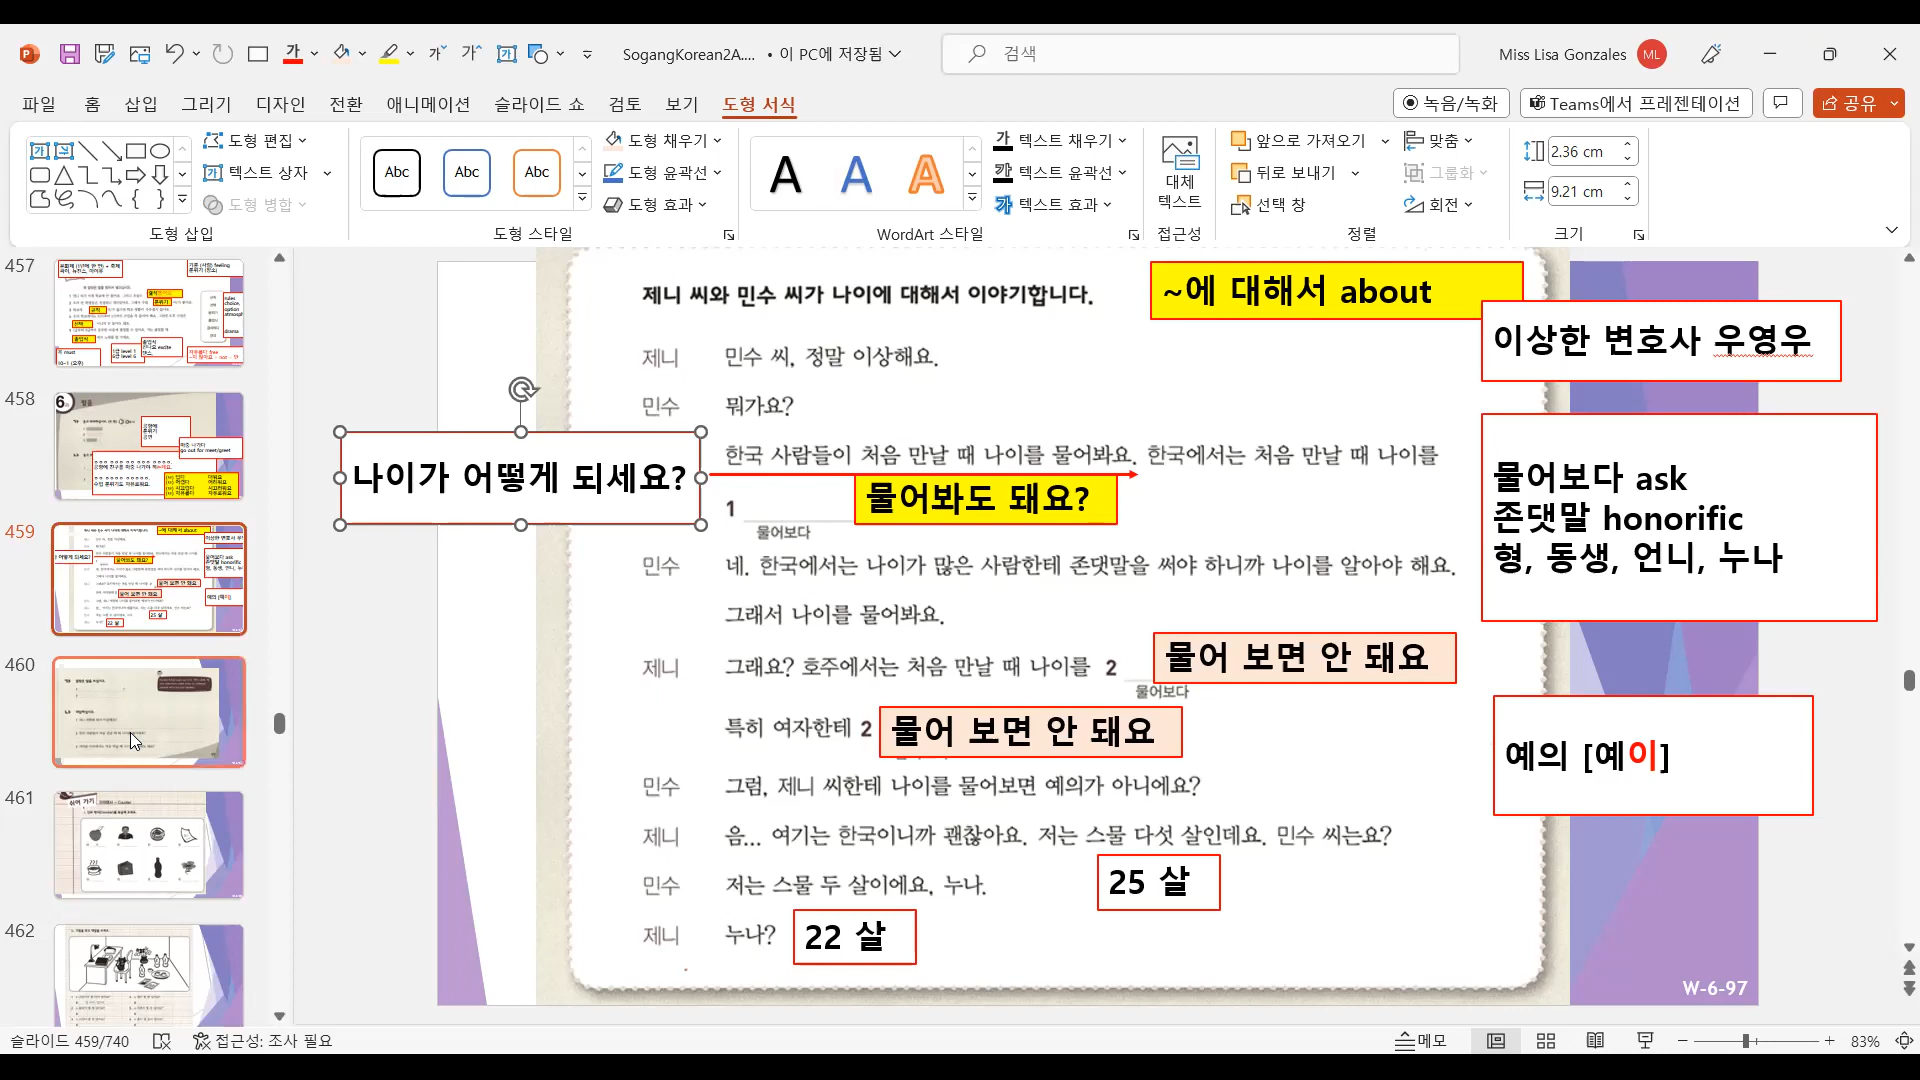 SogangKorean2A.... • 이 PC에 저장됨
검색
Miss Lisa Gonzales
ML
파일 홈 삽입 그리기 디자인 전환 애니메이션 슬라이드 쇼 검토 보기 도형 서식
녹음/녹화
Teams에서 프레젠테이션
공유
도형 편집
텍스트 상자
도형 병합
도형 삽입
Abc Abc Abc
도형 채우기
도형 윤곽선
도형 효과
도형 스타일
A A A
텍스트 채우기
텍스트 윤곽선
텍스트 효과
WordArt 스타일
대체
텍스트
접근성
앞으로 가져오기
뒤로 보내기
선택 창
맞춤
그룹화
회전
정렬
2.36 cm
9.21 cm
크기
457
458
459
460
461
462
제니 씨와 민수 씨가 나이에 대해서 이야기합니다.
~에 대해서 about
이상한 변호사 우영우
제니 민수 씨, 정말 이상해요.
민수 뭐가요?
한국 사람들이 처음 만날 때 나이를 물어봐요. 한국에서는 처음 만날 때 나이를
나이가 어떻게 되세요?
1 물어봐도 돼요?
물어보다
물어보다 ask
존댓말 honorific
형, 동생, 언니, 누나
민수 네. 한국에서는 나이가 많은 사람한테 존댓말을 써야 하니까 나이를 알아야 해요.
그래서 나이를 물어봐요.
제니 그래요? 호주에서는 처음 만날 때 나이를 2 물어 보면 안 돼요
물어보다
특히 여자한테 2 물어 보면 안 돼요
예의 [예이]
민수 그럼, 제니 씨한테 나이를 물어보면 예의가 아니에요?
제니 음... 여기는 한국이니까 괜찮아요. 저는 스물 다섯 살인데요. 민수 씨는요?
25 살
민수 저는 스물 두 살이에요, 누나.
제니 누나?
22 살
W-6-97
슬라이드 459/740
접근성: 조사 필요
메모
83%